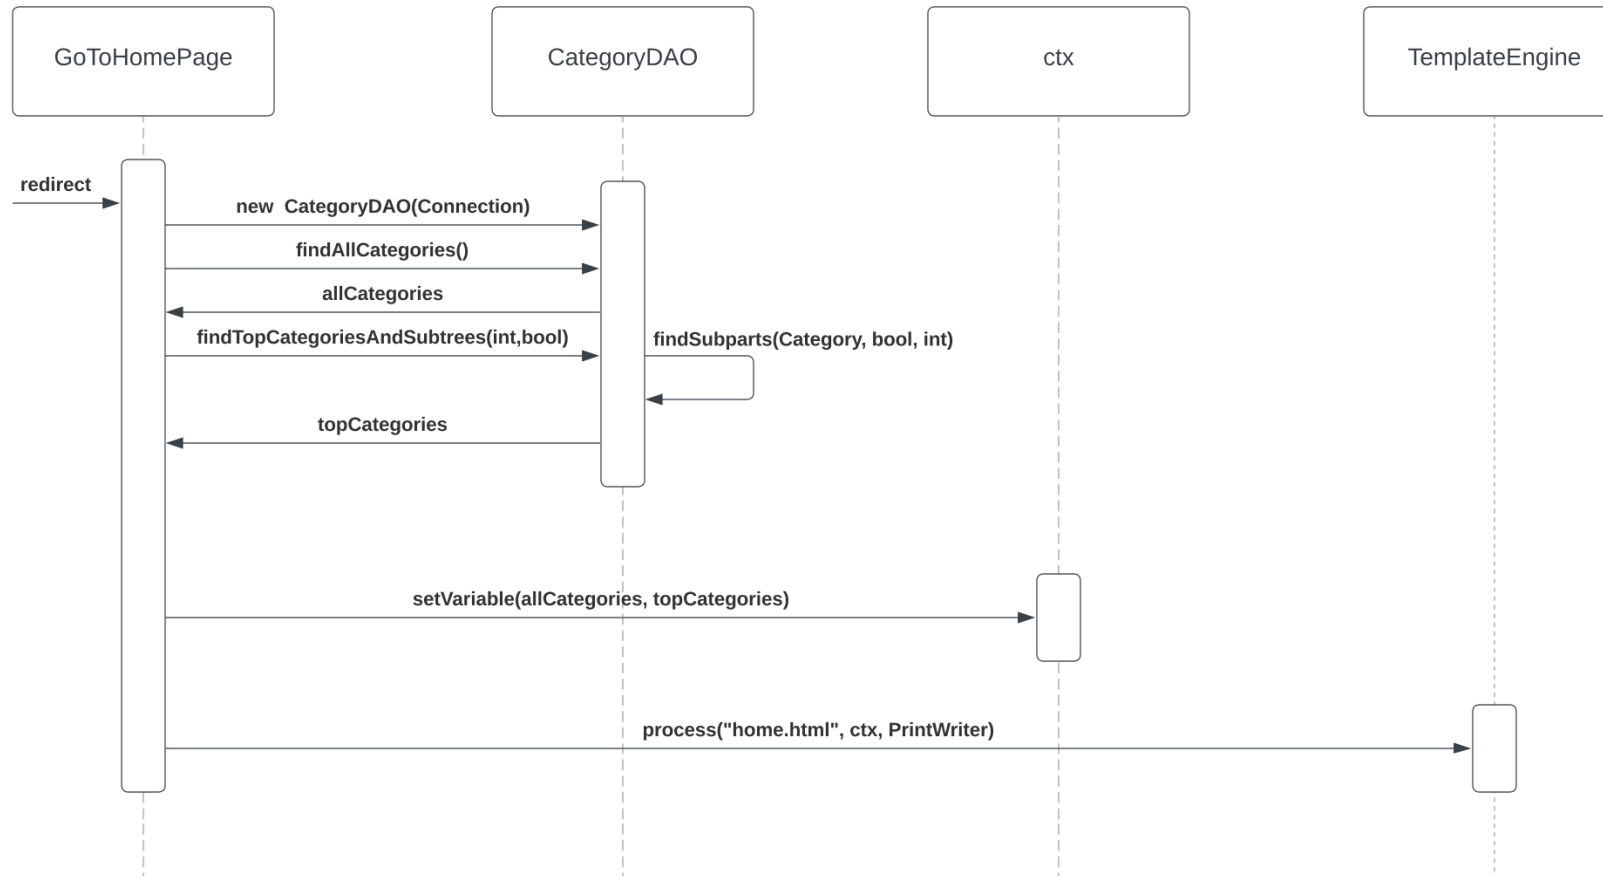 GoToHomePage
CategoryDAO
ctx
TemplateEngine
redirect
new  CategoryDAO(Connection)
findAllCategories()
allCategories
findTopCategoriesAndSubtrees(int,bool)
findSubparts(Category, bool, int)
topCategories
setVariable(allCategories, topCategories)
process("home.html", ctx, PrintWriter)